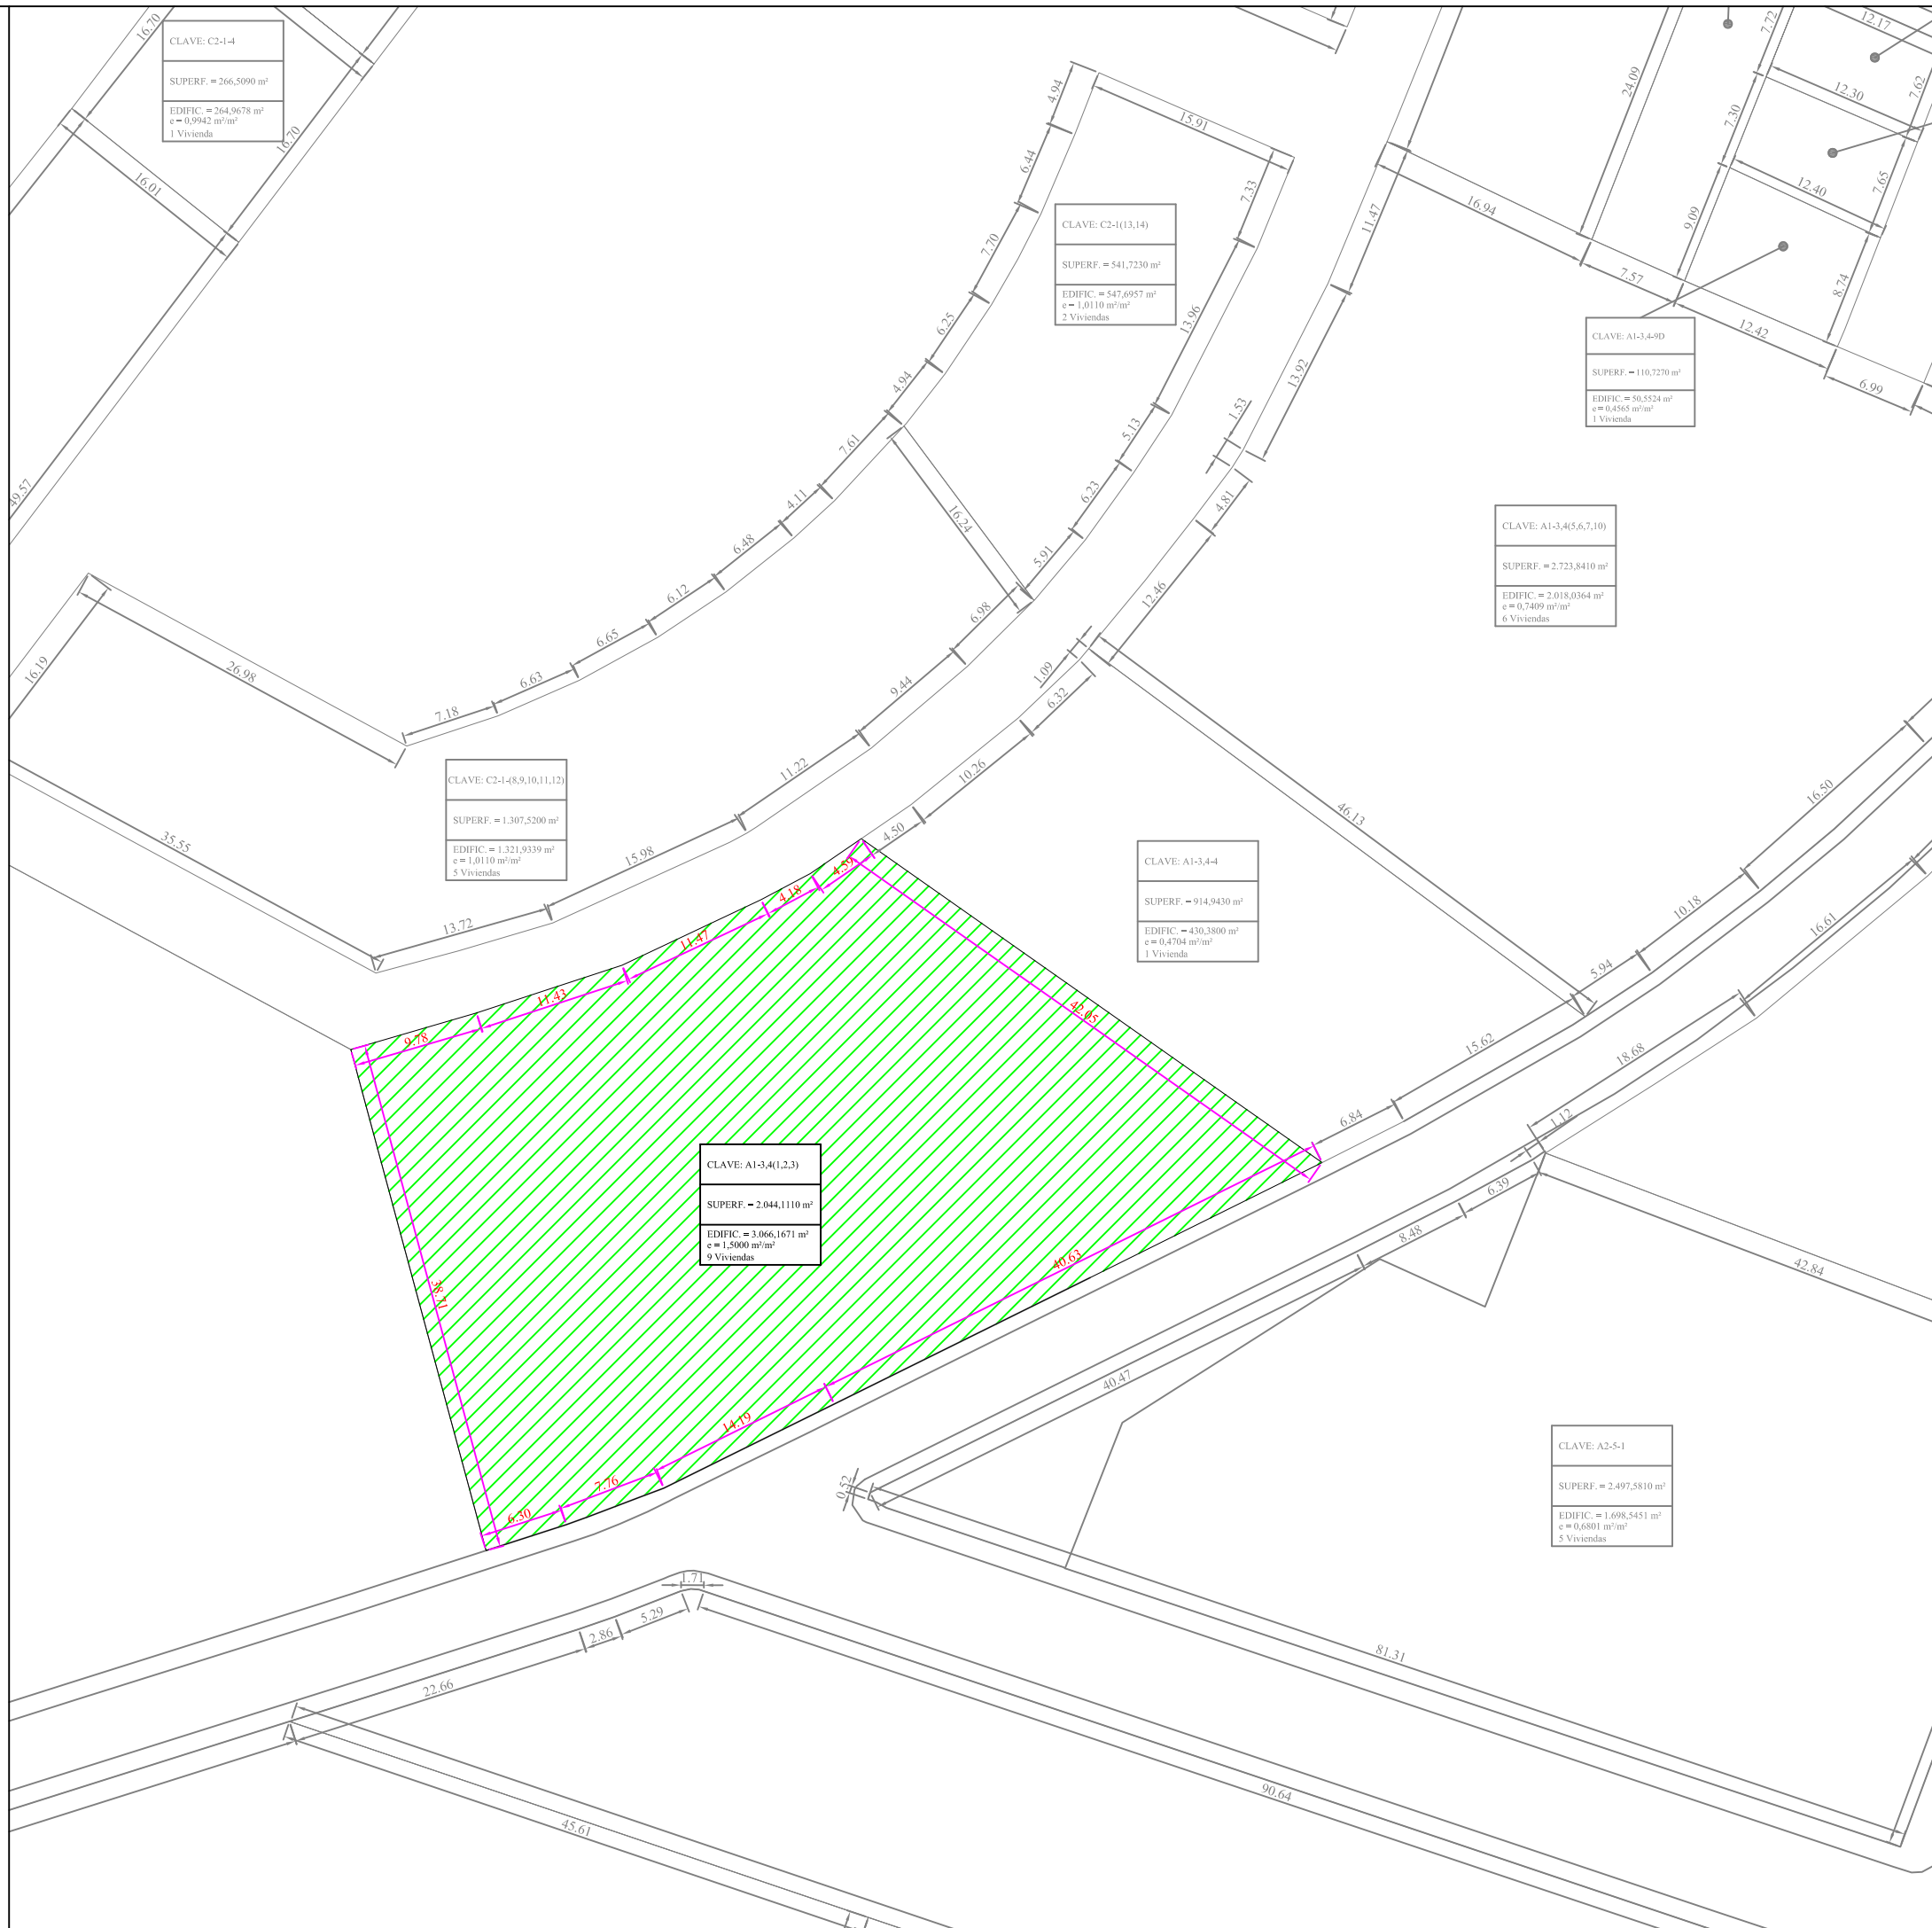 16.70
CLAVE: C2-1-4
SUPERF. = 266,5090 m²
EDIFIC. = 264,9678 m²
e = 0,9942 m²/m²
1 Vivienda
16.70
16.01
49.57
16.19
26.98
35.55
4.94
15.91
6.44
7.33
7.70
CLAVE: C2-1(13,14)
SUPERF. = 541,7230 m²
EDIFIC. = 547,6957 m²
e = 1,0110 m²/m²
2 Viviendas
6.25
13.96
4.94
7.61
5.13
4.11
6.23
16.24
6.48
5.91
6.12
6.98
6.65
6.63
9.44
7.18
11.22
CLAVE: C2-1-(8,9,10,11,12)
SUPERF. = 1.307,5200 m²
EDIFIC. = 1.321,9339 m²
e = 1,0110 m²/m²
5 Viviendas
15.98
13.72
12.17
7.72
24.09
12.30
7.62
7.30
12.40
7.65
16.94
9.09
11.47
7.57
8.74
12.42
6.99
CLAVE: A1-3,4-9D
SUPERF. = 110,7270 m²
EDIFIC. = 50,5524 m²
e = 0,4565 m²/m²
1 Vivienda
13.92
1.53
4.81
12.46
CLAVE: A1-3,4(5,6,7,10)
SUPERF. = 2.723,8410 m²
EDIFIC. = 2.018,0364 m²
e = 0,7409 m²/m²
6 Viviendas
1.09
6.32
10.26
4.50
46.13
CLAVE: A1-3,4-4
SUPERF. = 914,9430 m²
EDIFIC. = 430,3800 m²
e = 0,4704 m²/m²
1 Vivienda
16.50
10.18
16.61
5.94
15.62
18.68
6.84
1.12
4.59
4.18
11.47
11.43
9.78
42.05
CLAVE: A1-3,4(1,2,3)
SUPERF. = 2.044,1110 m²
EDIFIC. = 3.066,1671 m²
e = 1,5000 m²/m²
9 Viviendas
38.71
40.63
14.19
7.76
6.30
6.39
8.48
42.84
40.47
0.52
CLAVE: A2-5-1
SUPERF. = 2.497,5810 m²
EDIFIC. = 1.698,5451 m²
e = 0,6801 m²/m²
5 Viviendas
1.71
5.29
2.86
22.66
81.31
90.64
45.61